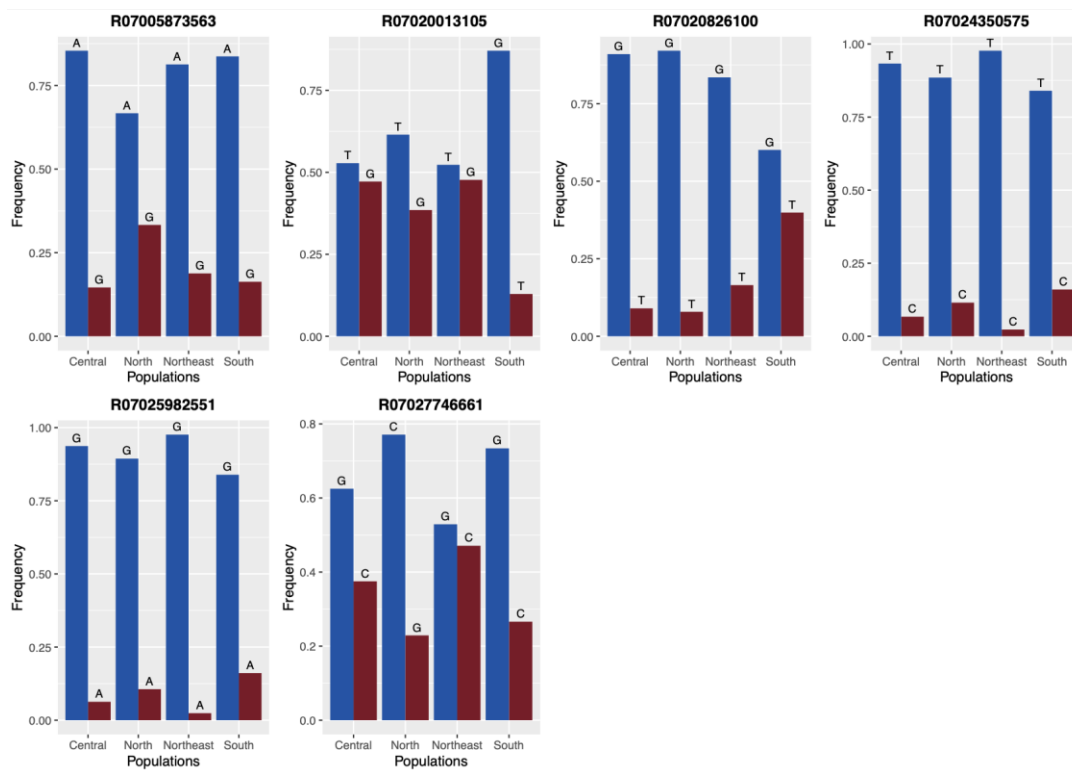 R07005873563
R07020013105
R07020826100
R07024350575
Frequency
0.75
0.50
0.25
0.00
A
G
A
G
A
G
A
G
Central
North
Northeast
South
Populations
Frequency
0.75
0.50
0.25
0.00
T
G
T
G
T
G
G
T
Central
North
Northeast
South
Populations
Frequency
0.75
0.50
0.25
0.00
G
T
G
T
G
T
G
T
Central
North
Northeast
South
Populations
Frequency
1.00
0.75
0.50
0.25
0.00
T
C
T
C
T
C
T
C
Central
North
Northeast
South
Populations
R07025982551
R07027746661
Frequency
1.00
0.75
0.50
0.25
0.00
G
A
G
A
G
A
G
A
Central
North
Northeast
South
Populations
Frequency
0.8
0.6
0.4
0.2
0.0
G
C
C
G
G
C
G
C
Central
North
Northeast
South
Populations